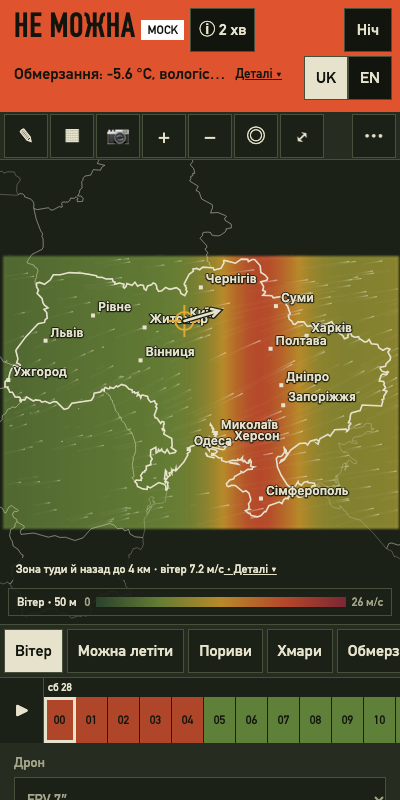 НЕ МОЖНА МОСК ⓘ 2 хв Ніч
Обмерзання: -5.6 °C, вологіс... Деталі ▾ UK EN
Чернігів
Суми
Рівне
Харків
Львів
Полтава
Вінниця
Ужгород
Дніпро
Запоріжжя
Миколаїв
Одеса Херсон
Сімферополь
Зона туди й назад до 4 км · вітер 7.2 м/с · Деталі ▾
Вітер · 50 м 0 26 м/с
Вітер Можна летіти Пориви Хмари Обмерз
сб 28
00 01 02 03 04 05 06 07 08 09 10
Дрон
FPV 7"